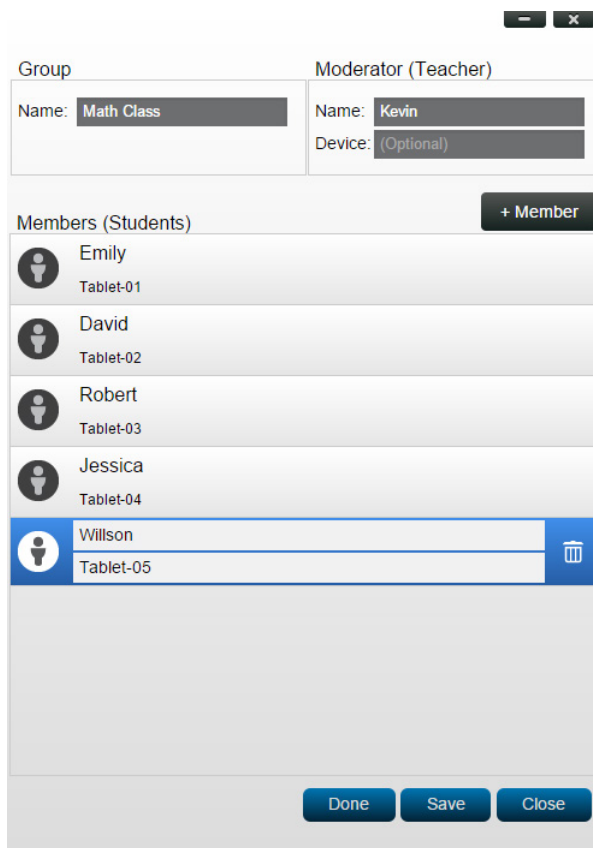 Group
Name: Math Class
Moderator (Teacher)
Name: Kevin
Device: (Optional)
Members (Students)
+ Member
Emily
Tablet-01
David
Tablet-02
Robert
Tablet-03
Jessica
Tablet-04
Willson
Tablet-05
Done
Save
Close